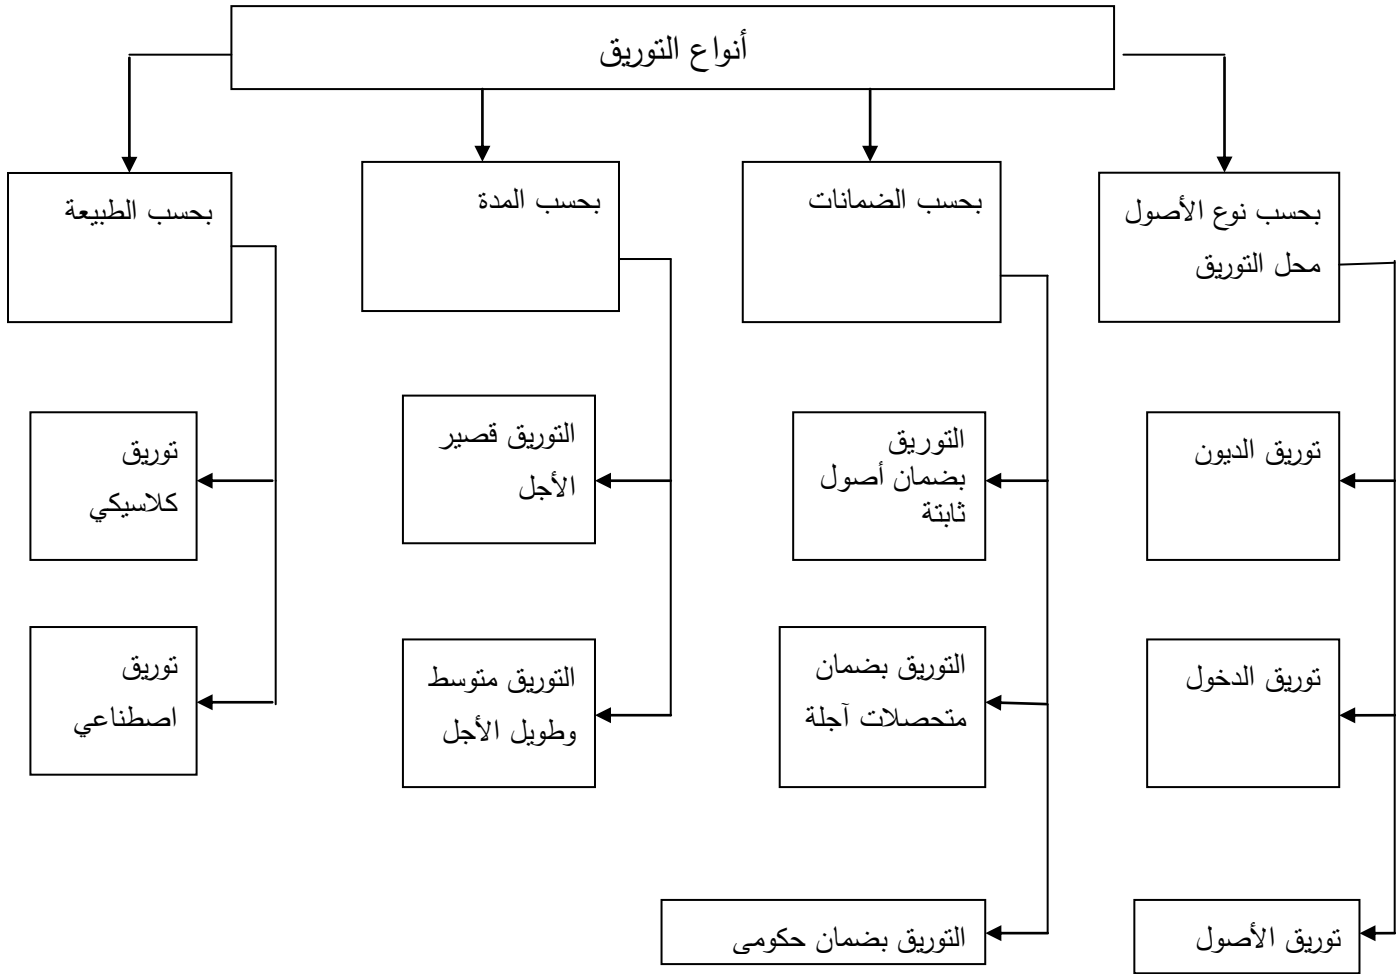 أنواع التوريق
بحسب نوع الأصول
محل التوريق
بحسب الضمانات
بحسب المدة
بحسب الطبيعة
توريق الديون
التوريق
بضمان أصول
ثابتة
التوريق قصير
الأجل
توريق
كلاسيكي
توريق الدخول
التوريق بضمان
متحصلات آجلة
التوريق متوسط
وطويل الأجل
توريق
اصطناعي
توريق الأصول
التوريق بضمان حكومى